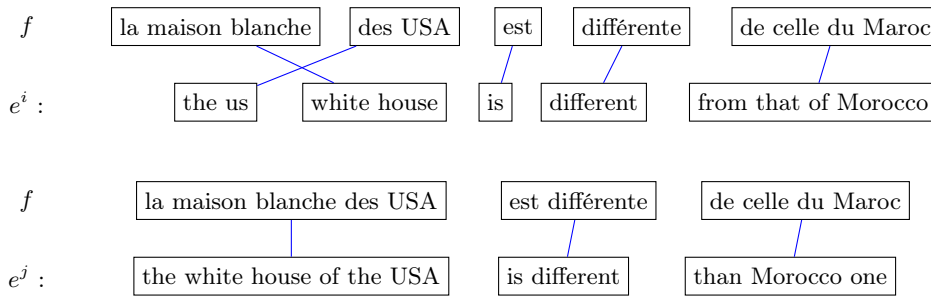 f la maison blanche des USA est différente de celle du Maroc
e^i : the us white house is different from that of Morocco
f la maison blanche des USA est différente de celle du Maroc
e^j : the white house of the USA is different than Morocco one